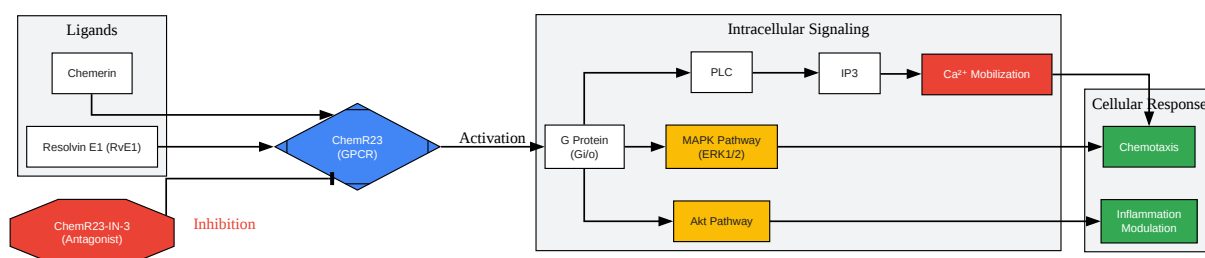 Ligands
Chemerin
Resolvin E1 (RvE1)
ChemR23-IN-3
(Antagonist)
Inhibition
ChemR23
(GPCR)
Activation
Intracellular Signaling
PLC
IP3
Ca²⁺ Mobilization
G Protein
(Gi/o)
MAPK Pathway
(ERK1/2)
Akt Pathway
Cellular Response
Chemotaxis
Inflammation
Modulation